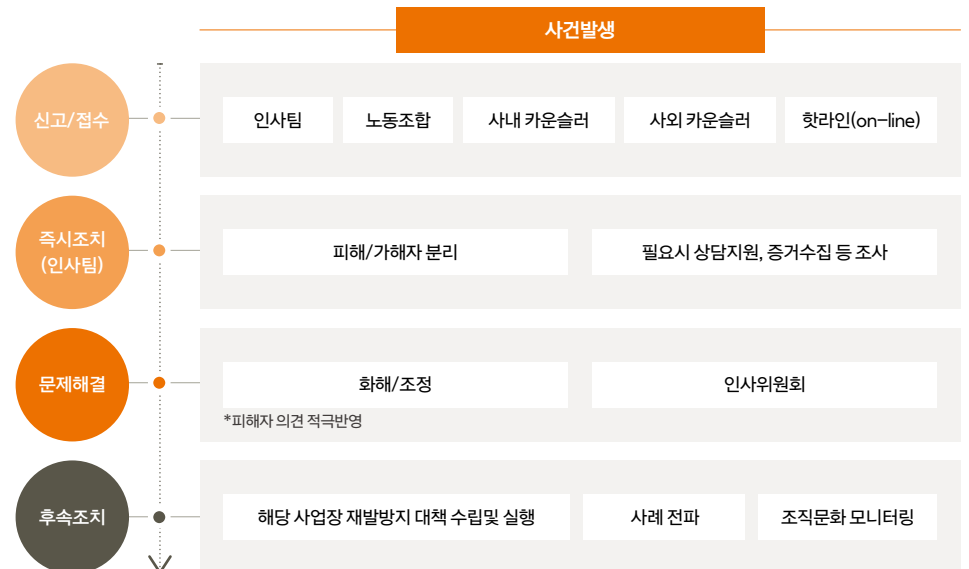 사건발생
신고/접수
인사팀
노동조합
사내 카운슬러
사외 카운슬러
핫라인(on-line)
즉시조치
(인사팀)
피해/가해자 분리
필요시 상담지원, 증거수집 등 조사
문제해결
화해/조정
인사위원회
*피해자 의견 적극반영
후속조치
해당 사업장 재발방지 대책 수립및 실행
사례 전파
조직문화 모니터링